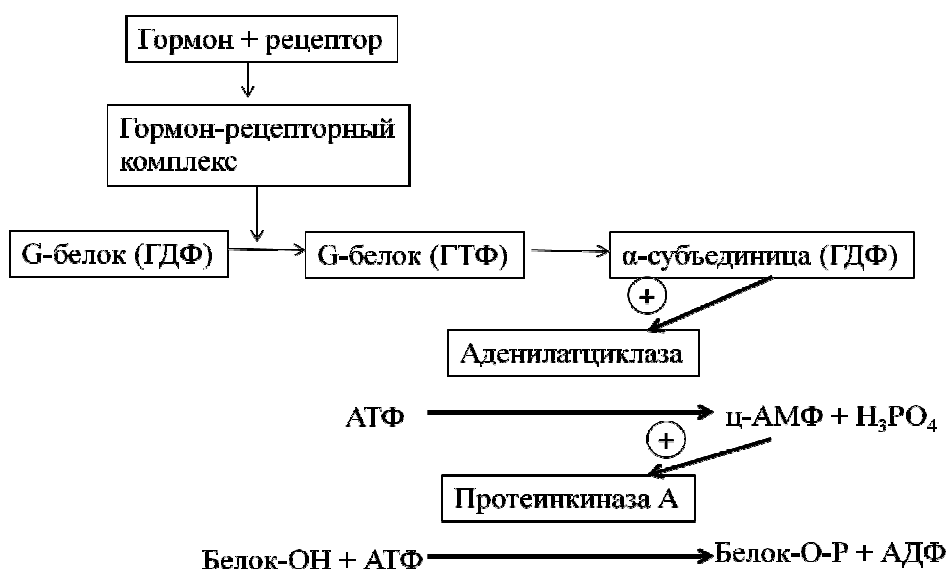 Гормон + рецептор
Гормон-рецепторный
комплекс
G-белок (ГДФ) G-белок (ГТФ) α-субъединица (ГДФ)
+
Аденилатциклаза
АТФ ц-АМФ + H₃PO₄
+
Протеинкиназа А
Белок-ОН + АТФ Белок-О-Р + АДФ